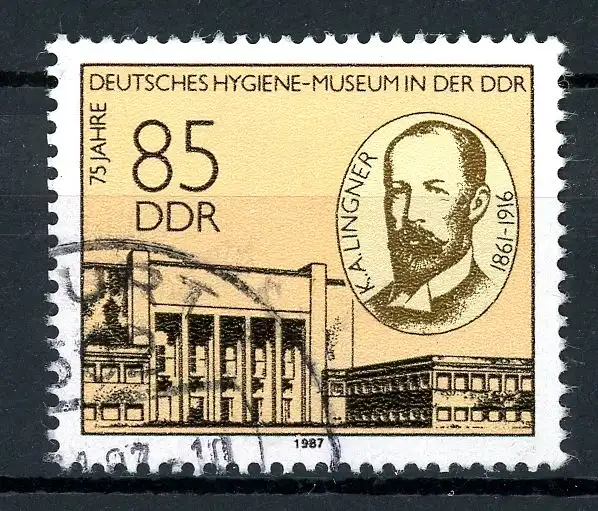 DEUTSCHES HYGIENE-MUSEUM IN DER DDR
75 JAHRE
85
DDR
K. A. LINGNER
1861-1916
1987